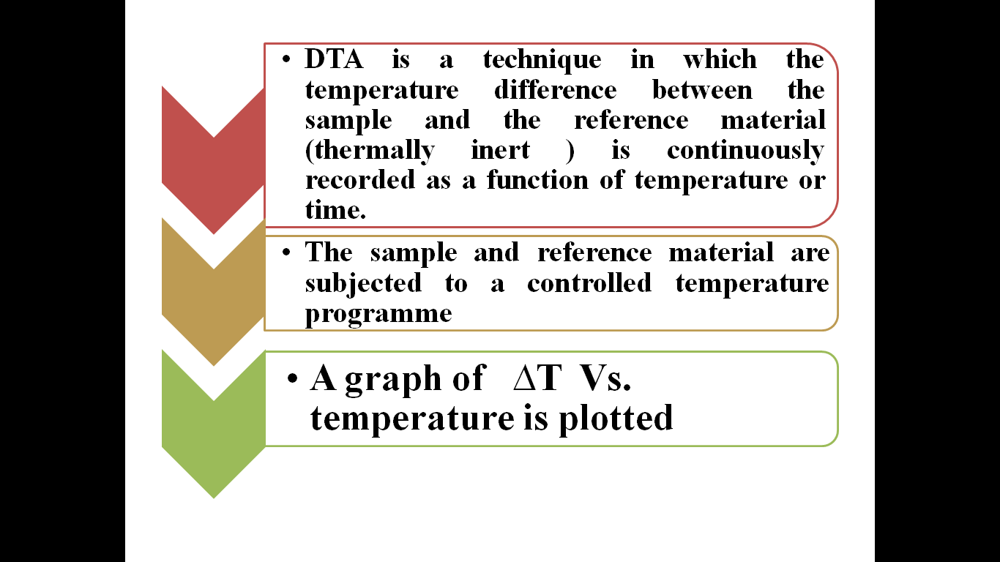 • DTA is a technique in which the
temperature difference between the
sample and the reference material
(thermally inert ) is continuously
recorded as a function of temperature or
time.
• The sample and reference material are
subjected to a controlled temperature
programme
• A graph of ∆T Vs.
temperature is plotted